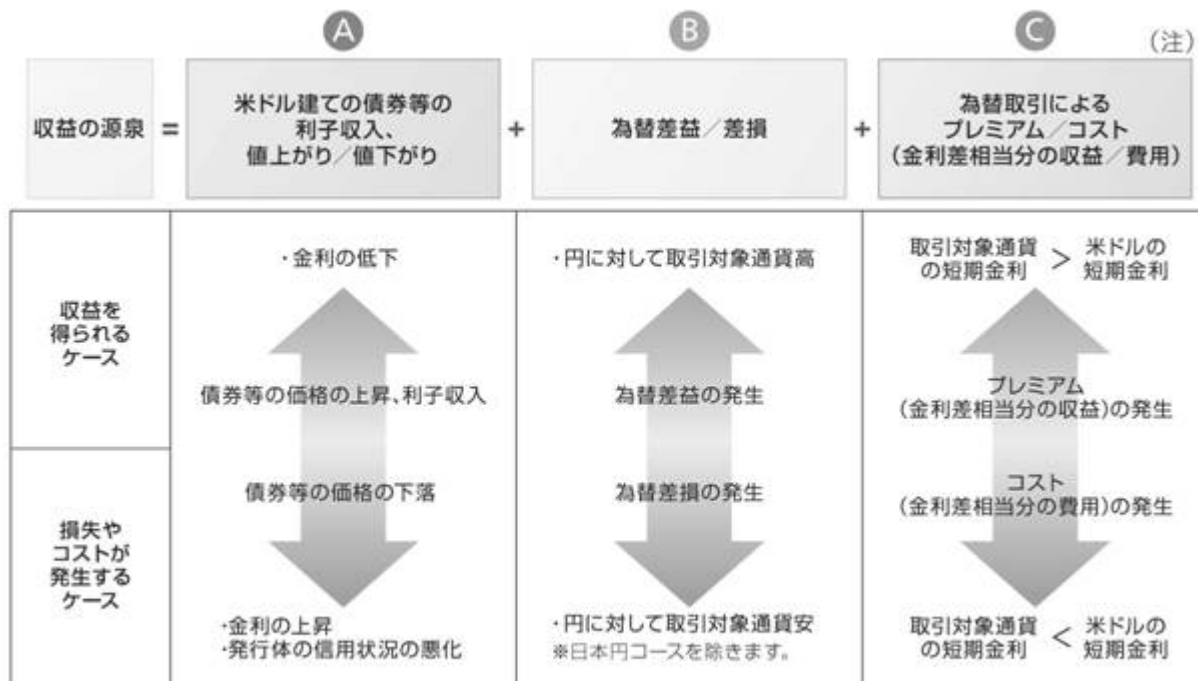 A
B
C
(注)
収益の源泉
=
米ドル建ての債券等の
利子収入、
値上がり／値下がり
+
為替差益／差損
+
為替取引による
プレミアム／コスト
(金利差相当分の収益／費用)
収益を
得られる
ケース
・金利の低下
債券等の価格の上昇、利子収入
・円に対して取引対象通貨高
為替差益の発生
取引対象通貨
の短期金利
>
米ドルの
短期金利
プレミアム
(金利差相当分の収益)の発生
損失や
コストが
発生する
ケース
債券等の価格の下落
・金利の上昇
・発行体の信用状況の悪化
為替差損の発生
・円に対して取引対象通貨安
※日本円コースを除きます。
コスト
(金利差相当分の費用)の発生
取引対象通貨
の短期金利
<
米ドルの
短期金利